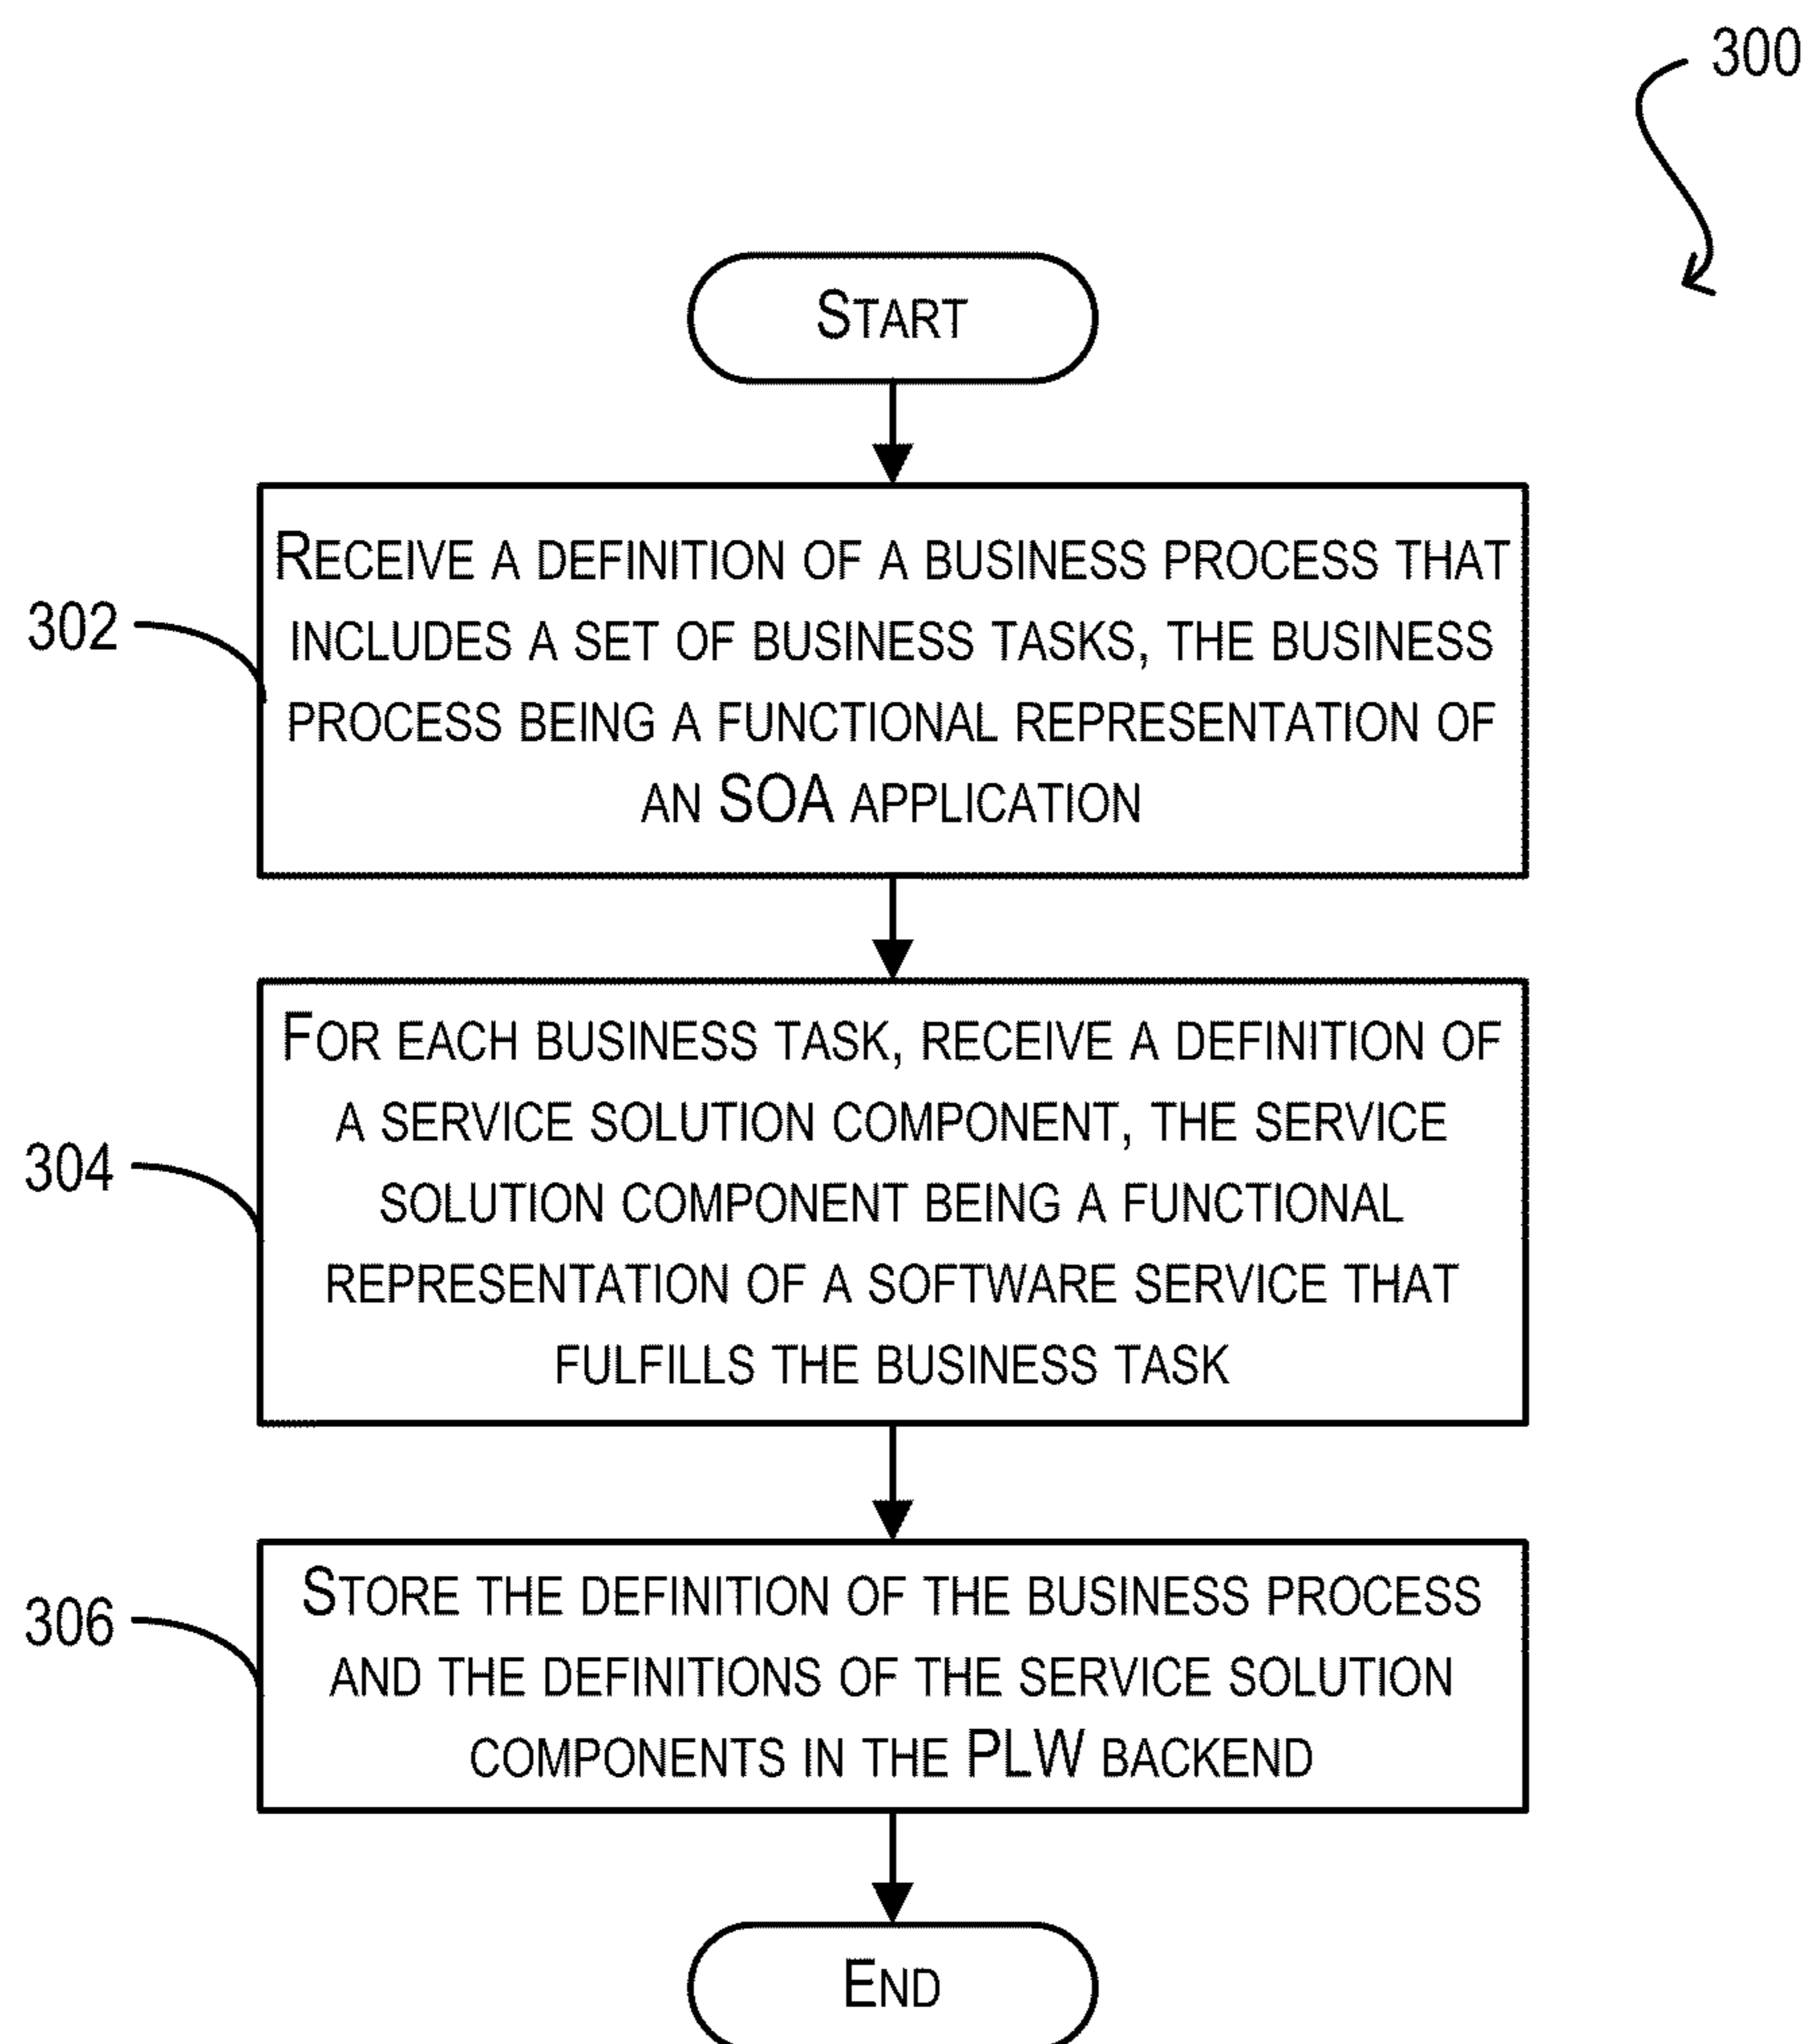 300
START
RECEIVE A DEFINITION OF A BUSINESS PROCESS THAT
INCLUDES A SET OF BUSINESS TASKS, THE BUSINESS
PROCESS BEING A FUNCTIONAL REPRESENTATION OF
AN SOA APPLICATION
302
FOR EACH BUSINESS TASK, RECEIVE A DEFINITION OF
A SERVICE SOLUTION COMPONENT, THE SERVICE
SOLUTION COMPONENT BEING A FUNCTIONAL
REPRESENTATION OF A SOFTWARE SERVICE THAT
FULFILLS THE BUSINESS TASK
304
STORE THE DEFINITION OF THE BUSINESS PROCESS
AND THE DEFINITIONS OF THE SERVICE SOLUTION
COMPONENTS IN THE PLW BACKEND
306
END